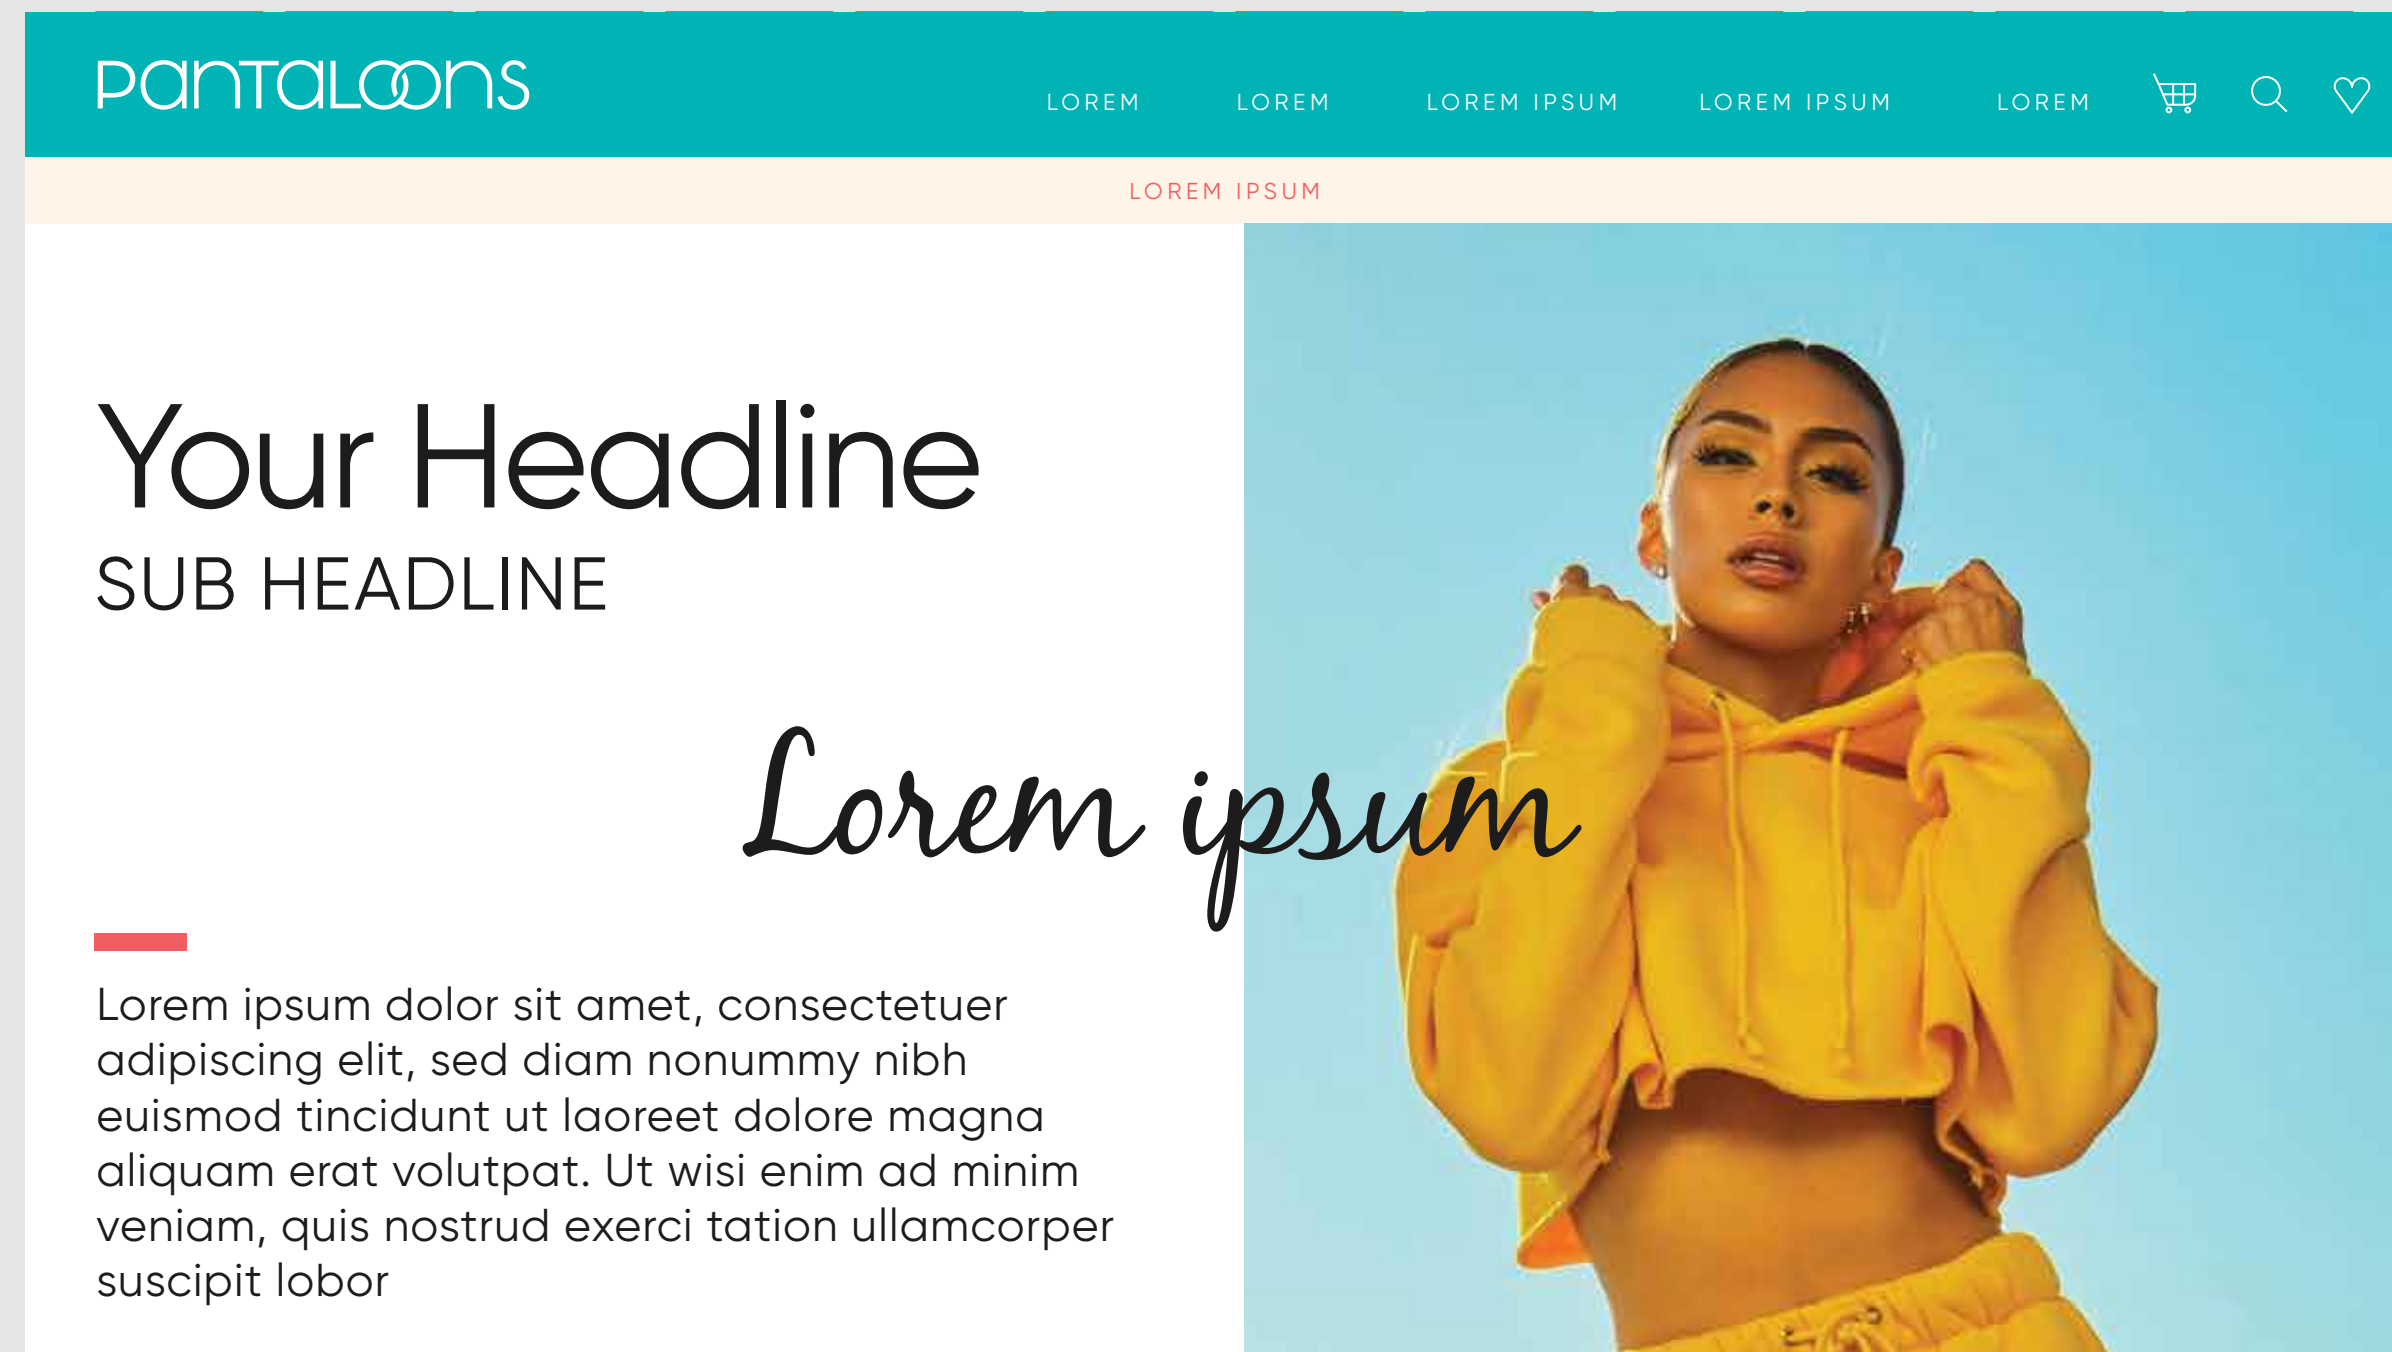 PANTALOONS
LOREM LOREM LOREM IPSUM LOREM IPSUM LOREM
LOREM IPSUM
Your Headline
SUB HEADLINE
Lorem ipsum
Lorem ipsum dolor sit amet, consectetuer
adipiscing elit, sed diam nonummy nibh
euismod tincidunt ut laoreet dolore magna
aliquam erat volutpat. Ut wisi enim ad minim
veniam, quis nostrud exerci tation ullamcorper
suscipit lobor